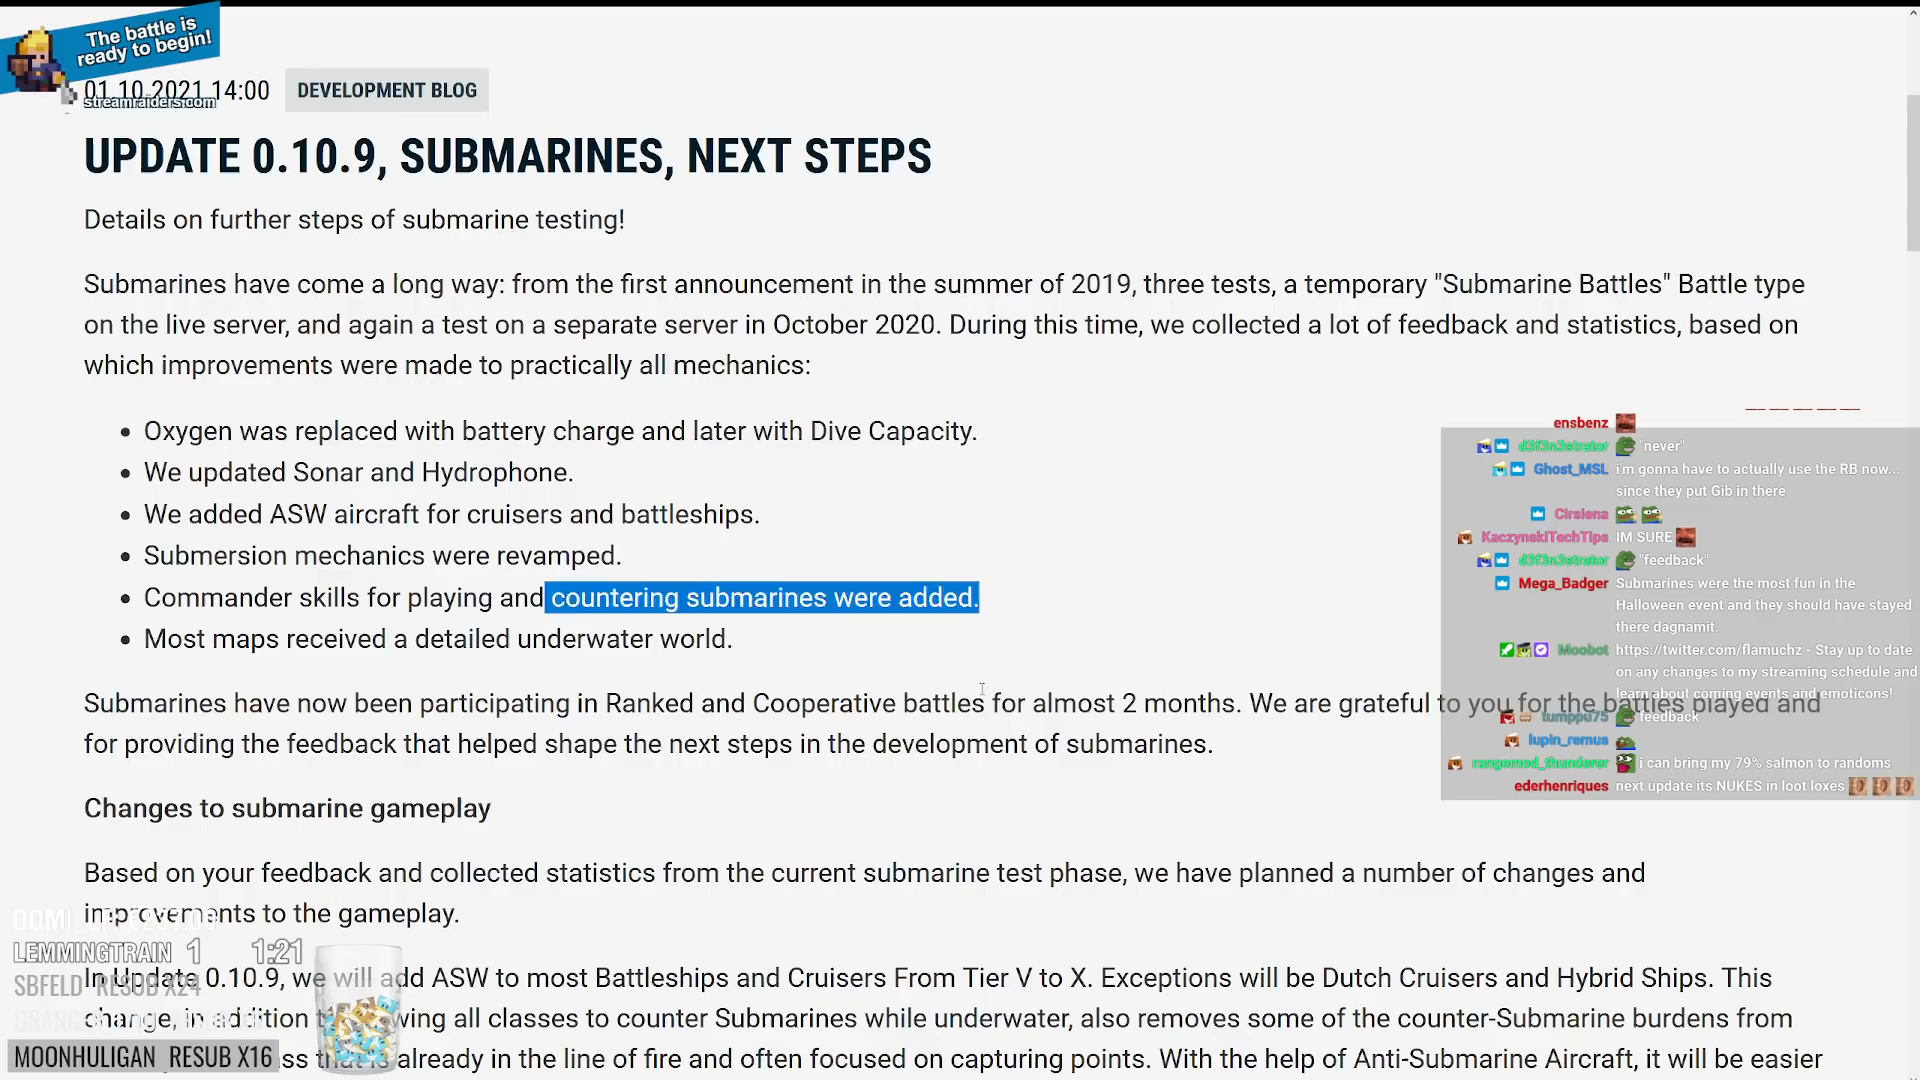 The battle is
ready to begin!
01.10.2021 14:00
DEVELOPMENT BLOG
streamraiders.com
UPDATE 0.10.9, SUBMARINES, NEXT STEPS
Details on further steps of submarine testing!
Submarines have come a long way: from the first announcement in the summer of 2019, three tests, a temporary "Submarine Battles" Battle type
on the live server, and again a test on a separate server in October 2020. During this time, we collected a lot of feedback and statistics, based on
which improvements were made to practically all mechanics:
• Oxygen was replaced with battery charge and later with Dive Capacity.
• We updated Sonar and Hydrophone.
• We added ASW aircraft for cruisers and battleships.
• Submersion mechanics were revamped.
• Commander skills for playing and countering submarines were added.
• Most maps received a detailed underwater world.
Submarines have now been participating in Ranked and Cooperative battles for almost 2 months. We are grateful to you for the battles played and
for providing the feedback that helped shape the next steps in the development of submarines.
Changes to submarine gameplay
Based on your feedback and collected statistics from the current submarine test phase, we have planned a number of changes and
improvements to the gameplay.
In Update 0.10.9, we will add ASW to most Battleships and Cruisers From Tier V to X. Exceptions will be Dutch Cruisers and Hybrid Ships. This
change, in addition wing all classes to counter Submarines while underwater, also removes some of the counter-Submarine burdens from
ss that is already in the line of fire and often focused on capturing points. With the help of Anti-Submarine Aircraft, it will be easier
ensbenz
d3f3n3strator "never"
Ghost_MSL i'm gonna have to actually use the RB now...
since they put Gib in there
Cirslena
KaczynskiTechTips IM SURE
d3f3n3strator "feedback"
Mega_Badger Submarines were the most fun in the
Halloween event and they should have stayed
there dagnamit.
Moobot https://twitter.com/flamuchz - Stay up to date
on any changes to my streaming schedule and
learn about coming events and emoticons!
tumppu75 feedback
lupin_remus
rangemod_thunderer i can bring my 79% salmon to randoms
ederhenriques next update its NUKES in loot loxes
LEMMINGTRAIN 1 1:21
SBFELD RESUB X24
MOONHULIGAN RESUB X16